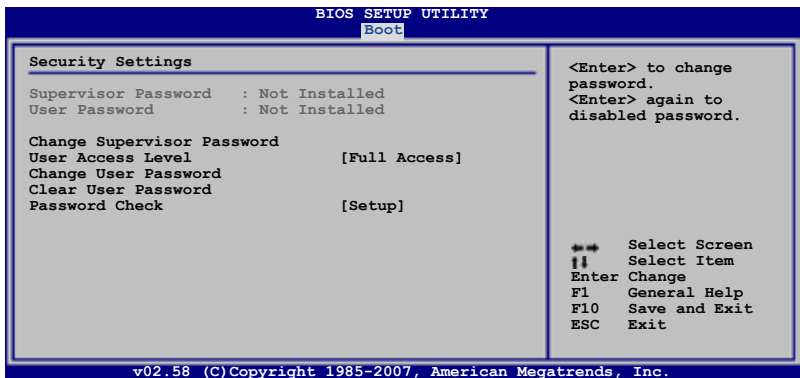 BIOS SETUP UTILITY
Boot
Security Settings
Supervisor Password : Not Installed
User Password : Not Installed
Change Supervisor Password
User Access Level [Full Access]
Change User Password
Clear User Password
Password Check [Setup]
<Enter> to change
password.
<Enter> again to
disabled password.
←→ Select Screen
↑↓ Select Item
Enter Change
F1 General Help
F10 Save and Exit
ESC Exit
v02.58 (C)Copyright 1985-2007, American Megatrends, Inc.